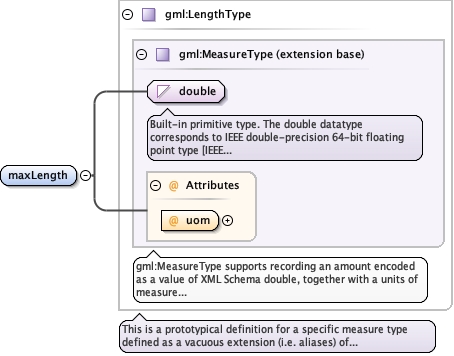 gml:LengthType
gml:MeasureType (extension base)
double
Built-in primitive type. The double datatype
corresponds to IEEE double-precision 64-bit floating
point type [IEEE...
maxLength
@ Attributes
@ uom
gml:MeasureType supports recording an amount encoded
as a value of XML Schema double, together with a units of
measure...
This is a prototypical definition for a specific measure type
defined as a vacuous extension (i.e. aliases) of...